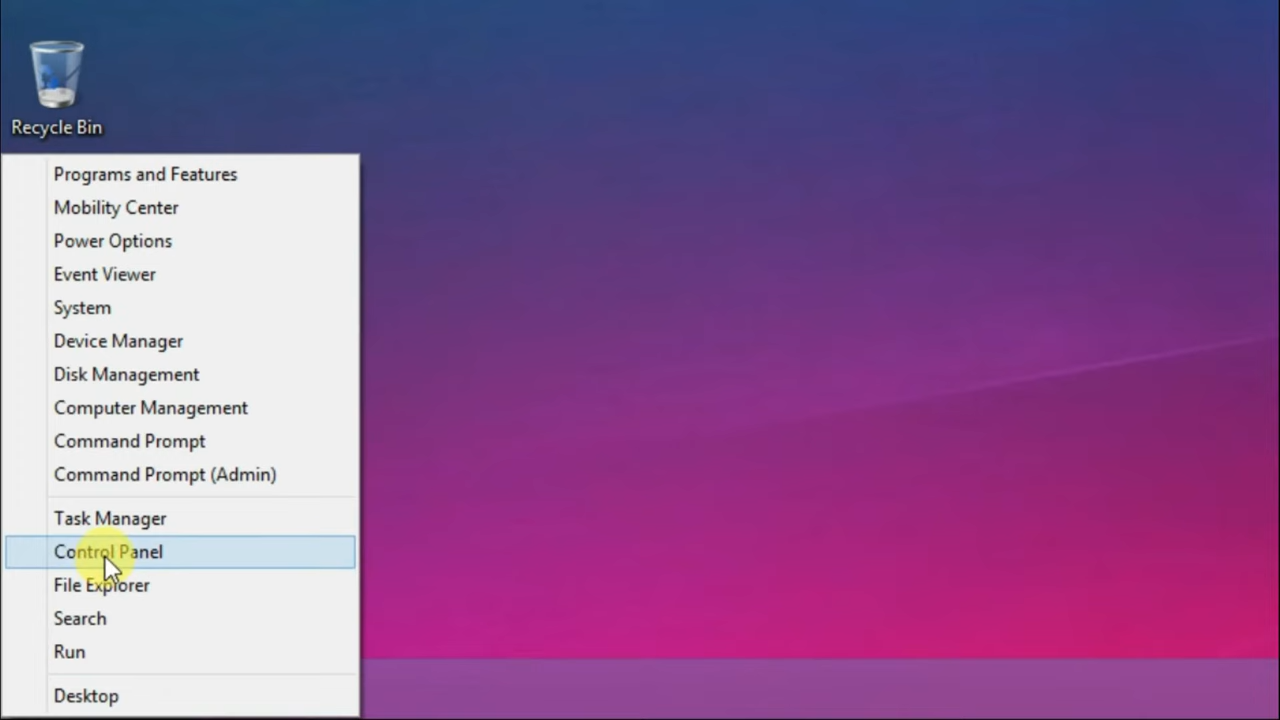 Recycle Bin
Programs and Features
Mobility Center
Power Options
Event Viewer
System
Device Manager
Disk Management
Computer Management
Command Prompt
Command Prompt (Admin)
Task Manager
Control Panel
File Explorer
Search
Run
Desktop